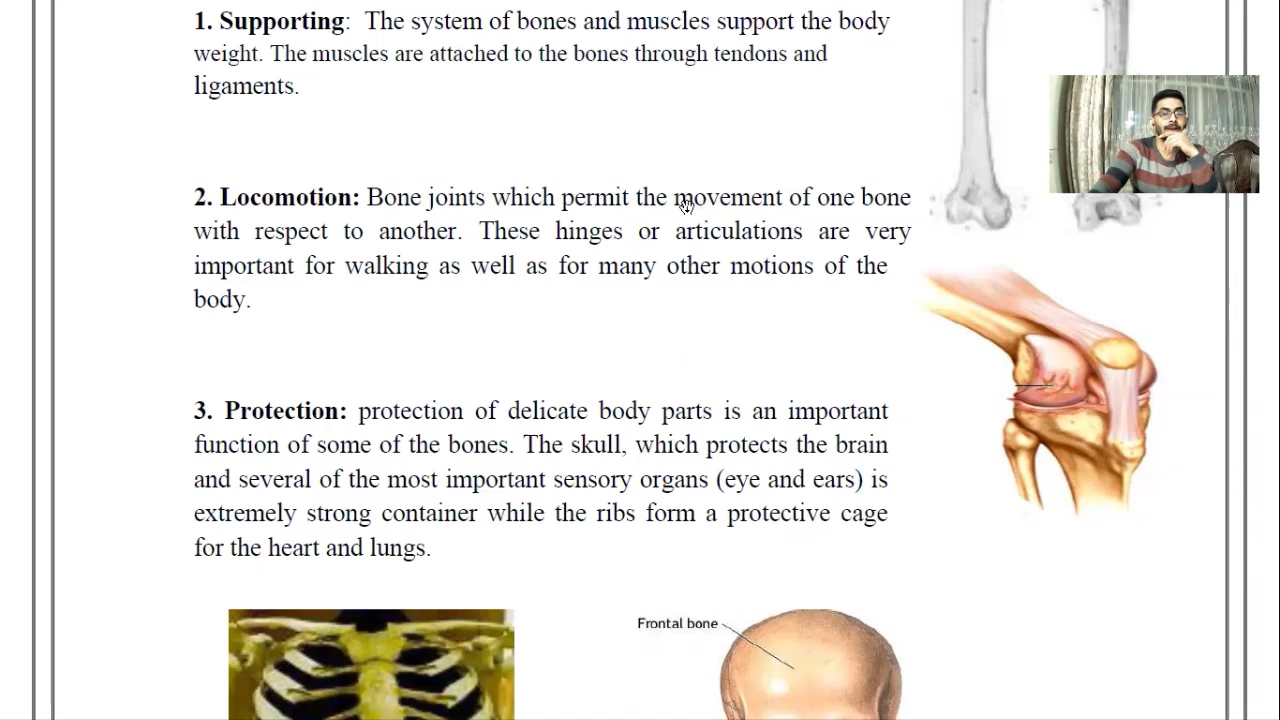 1. Supporting:  The system of bones and muscles support the body
weight. The muscles are attached to the bones through tendons and
ligaments.
2. Locomotion: Bone joints which permit the movement of one bone
with respect to another. These hinges or articulations are very
important for walking as well as for many other motions of the
body.
3. Protection: protection of delicate body parts is an important
function of some of the bones. The skull, which protects the brain
and several of the most important sensory organs (eye and ears) is
extremely strong container while the ribs form a protective cage
for the heart and lungs.
Frontal bone